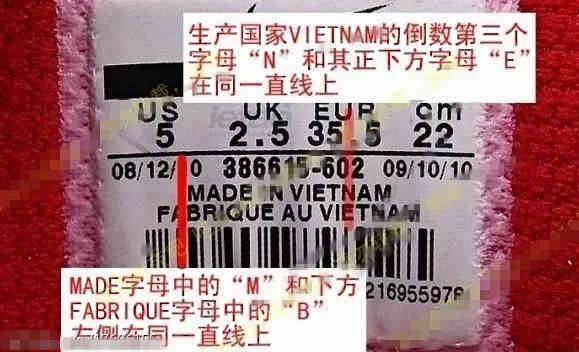 生产国家VIETNAM的倒数第三个
字母“N”和其正下方字母“E”
在同一直线上
US UK EUR cm
5 2.5 35.5 22
08/12/ 0 386615-602 09/10/10
MADE IN VIETNAM
FABRIQUE AU VIETNAM
216955976
MADE字母中的“M”和下方
FABRIQUE字母中的“B”
左侧在同一直线上